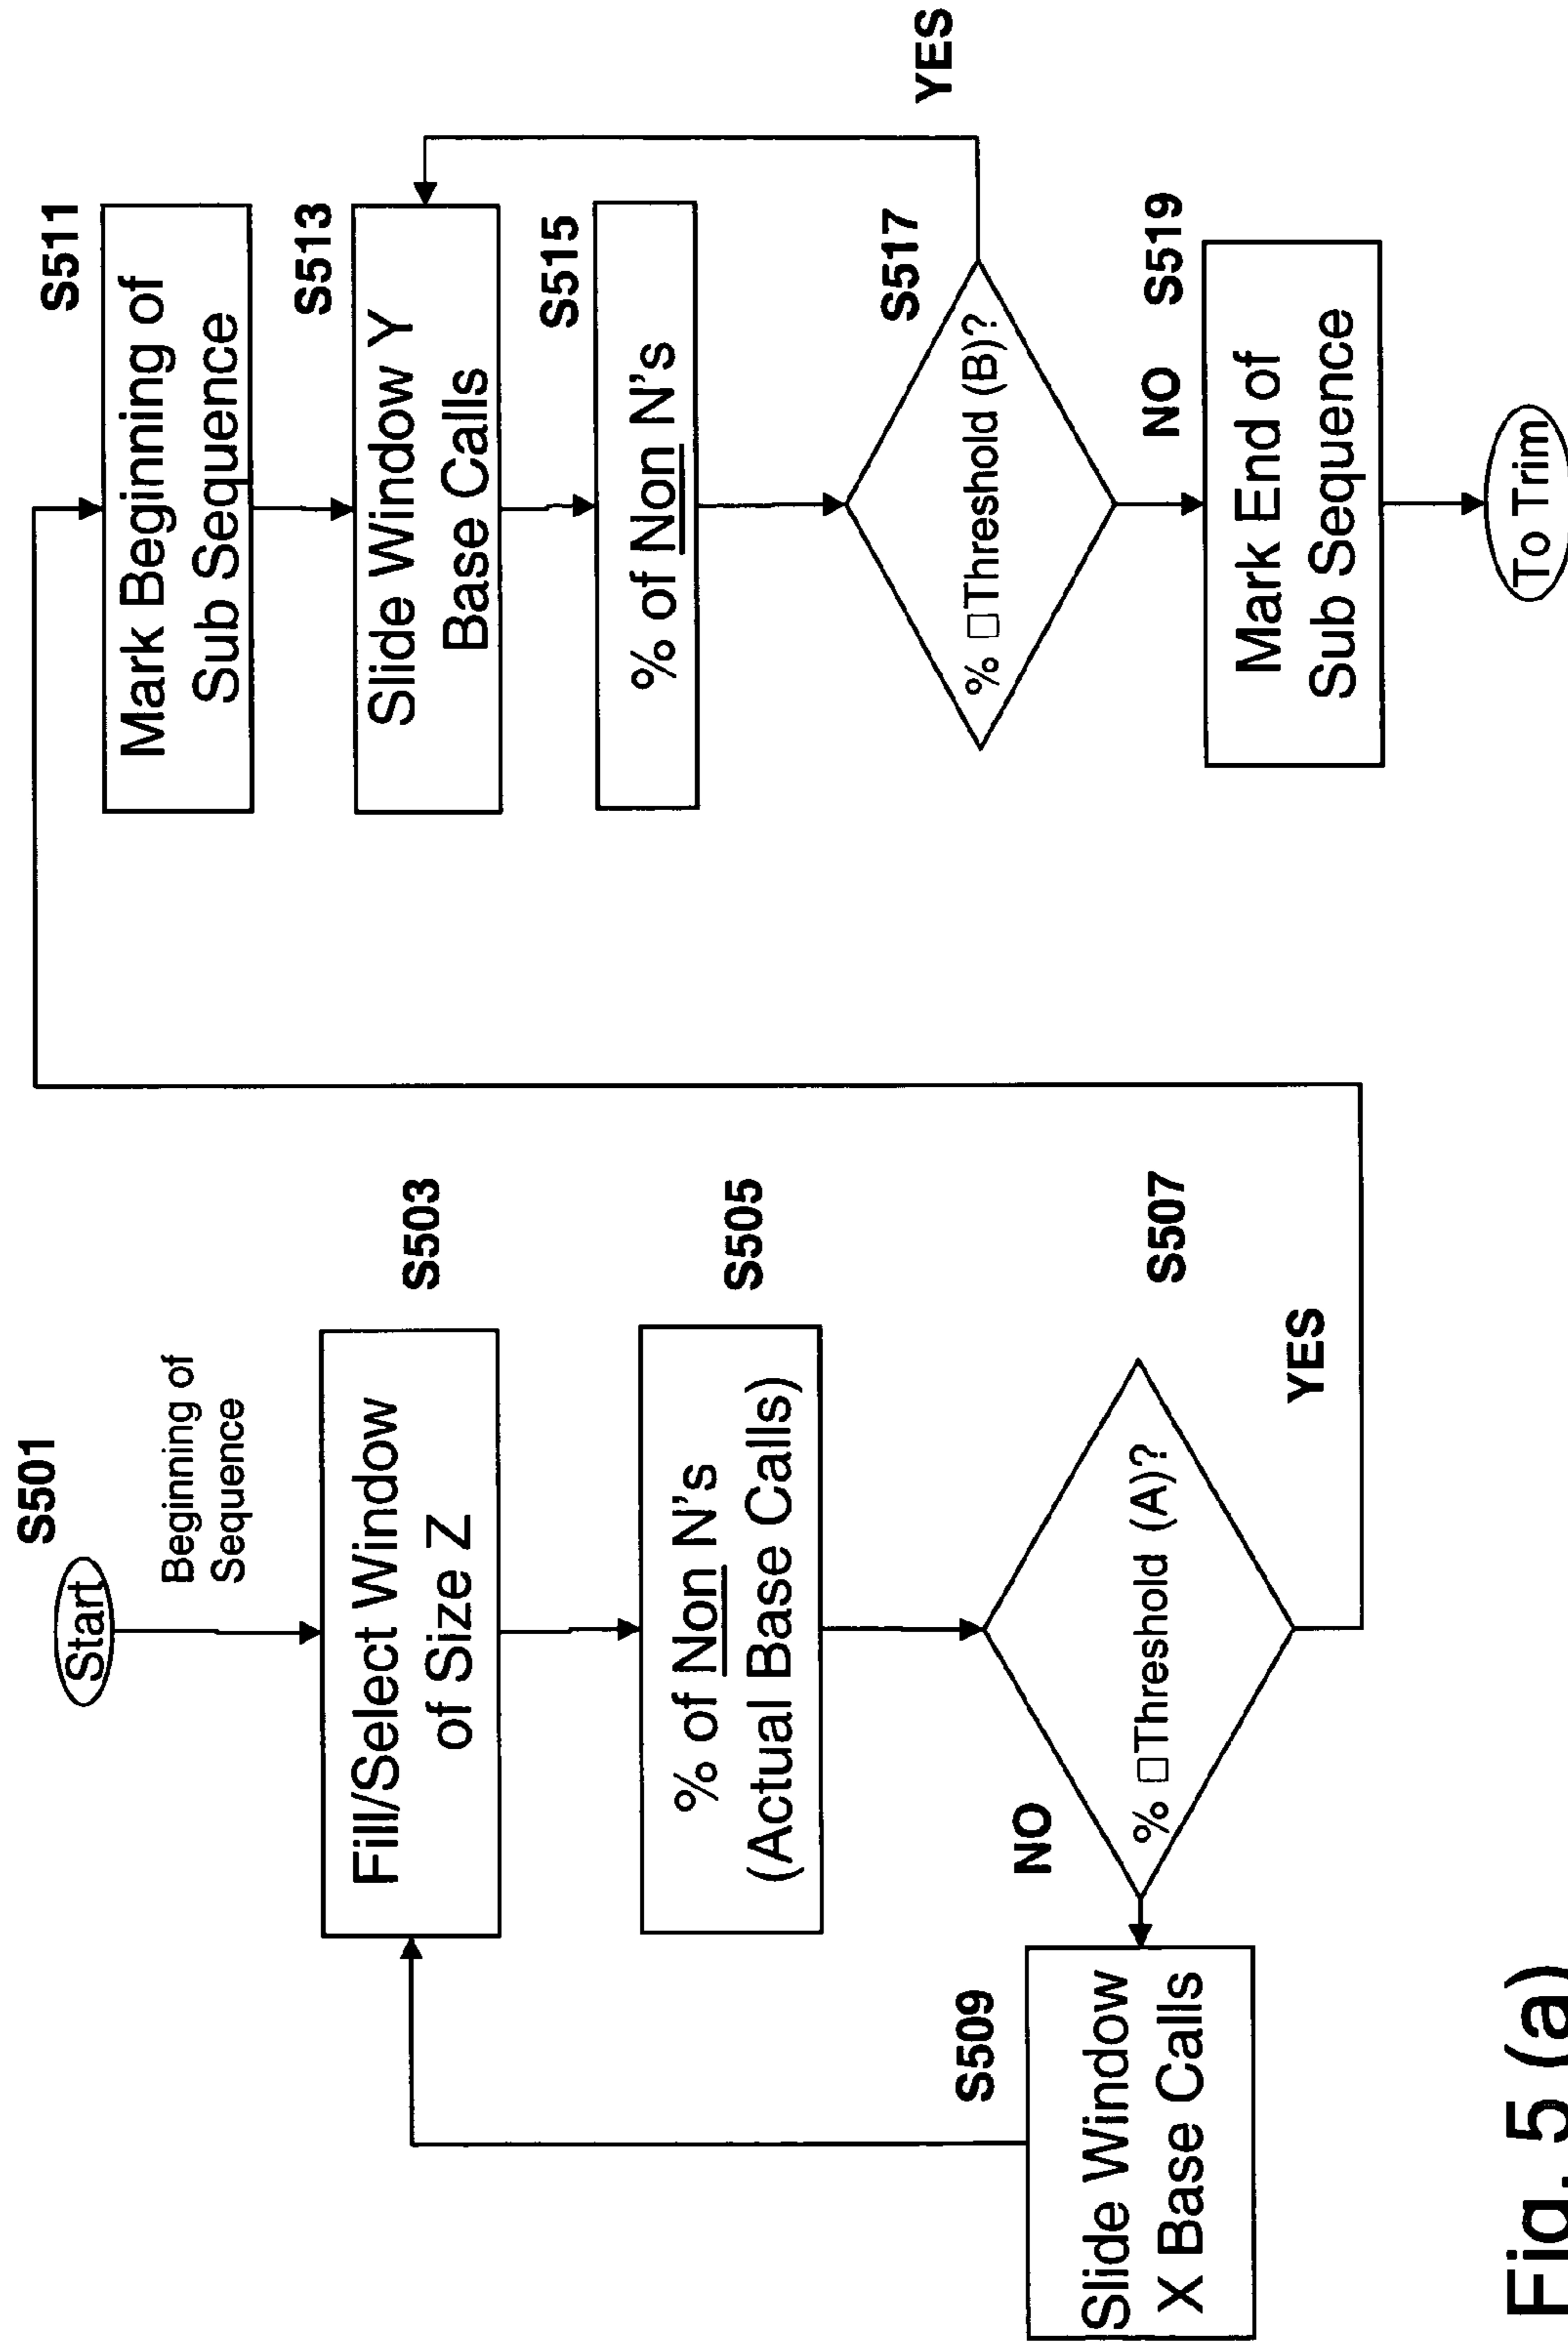 S501
Start
Beginning of
Sequence
S503
Fill/Select Window
of Size Z
S505
% of Non N's
(Actual Base Calls)
S507
% □Threshold (A)?
NO
YES
S509
Slide Window
X Base Calls
S511
Mark Beginning of
Sub Sequence
S513
Slide Window Y
Base Calls
S515
% of Non N's
S517
% □Threshold (B)?
YES
NO
S519
Mark End of
Sub Sequence
To Trim
Fig. 5 (a)